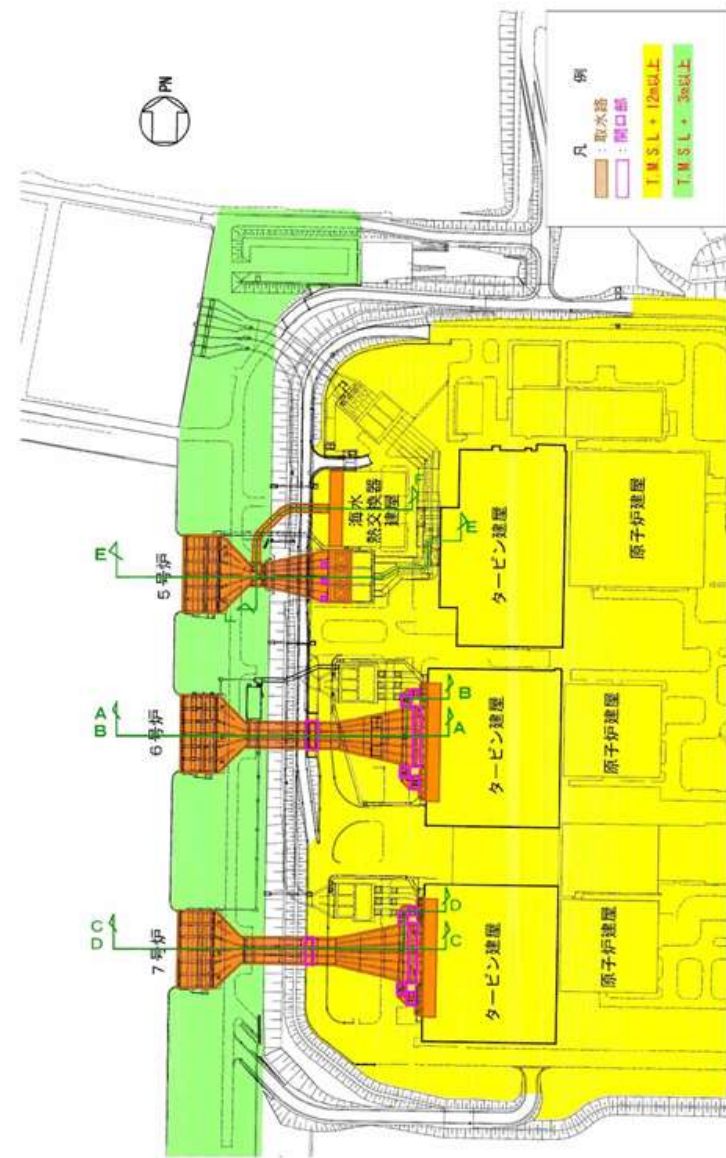 PN
凡 例
：取水路
：開口部
T.M.S.L + 12m以上
T.M.S.L + 3m以上
5号炉
E
F
海水
熱交換器
建屋
F
E
タービン建屋
原子炉建屋
6号炉
A
B
B
A
タービン建屋
原子炉建屋
7号炉
C
D
D
C
タービン建屋
原子炉建屋